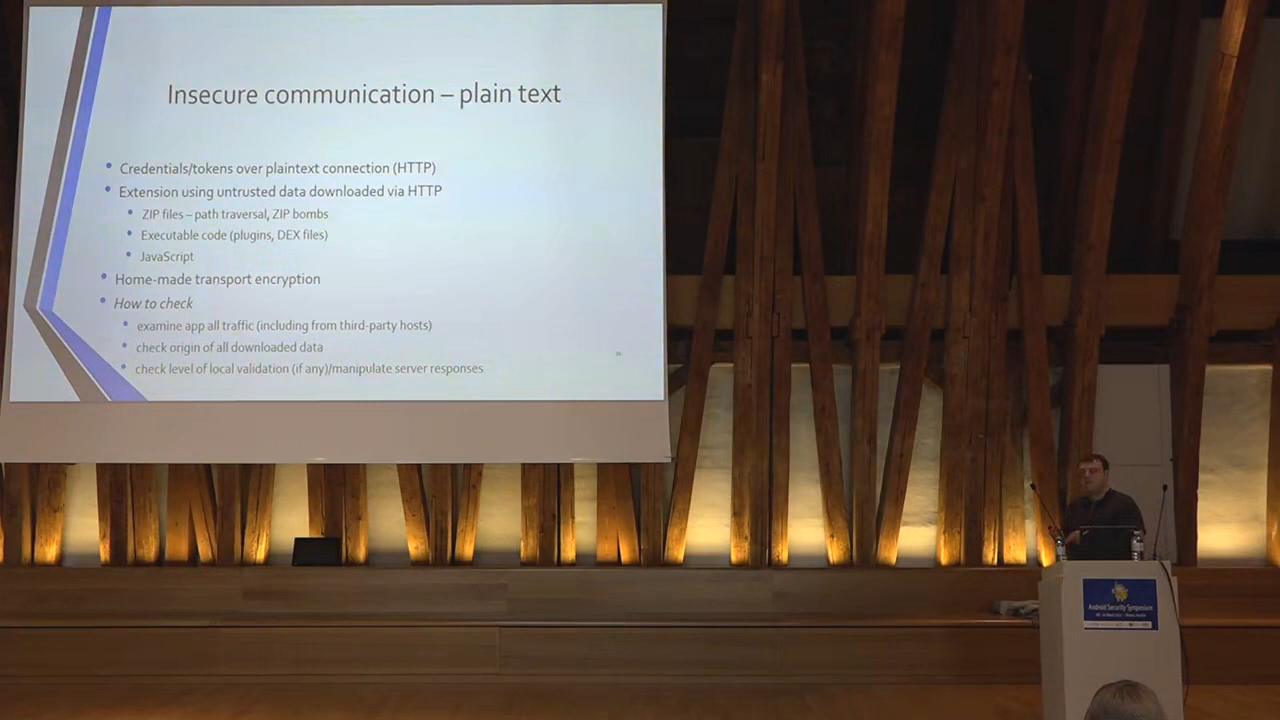 Insecure communication – plain text
Credentials/tokens over plaintext connection (HTTP)
Extension using untrusted data downloaded via HTTP
ZIP files – path traversal, ZIP bombs
Executable code (plugins, DEX files)
JavaScript
Home-made transport encryption
How to check
examine app all traffic (including from third-party hosts)
check origin of all downloaded data
check level of local validation (if any)/manipulate server responses
Android Security Symposium